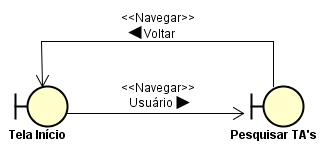 <<Navegar>>
Voltar
<<Navegar>>
Usuário
Tela Início
Pesquisar TA's